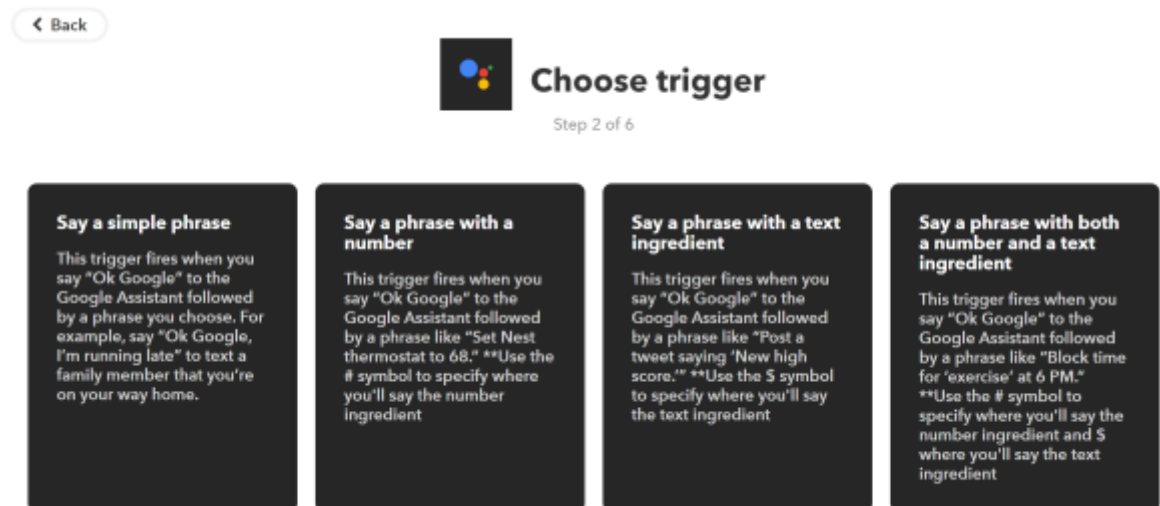 Back
Choose trigger
Step 2 of 6
Say a simple phrase
This trigger fires when you
say “Ok Google” to the
Google Assistant followed
by a phrase you choose. For
example, say “Ok Google,
I’m running late” to text a
family member that you’re
on your way home.
Say a phrase with a
number
This trigger fires when you
say “Ok Google” to the
Google Assistant followed
by a phrase like “Set Nest
thermostat to 68.” **Use the
# symbol to specify where
you’ll say the number
ingredient
Say a phrase with a text
ingredient
This trigger fires when you
say “Ok Google” to the
Google Assistant followed
by a phrase like “Post a
tweet saying ‘New high
score.’” **Use the $ symbol
to specify where you’ll say
the text ingredient
Say a phrase with both
a number and a text
ingredient
This trigger fires when you
say “Ok Google” to the
Google Assistant followed
by a phrase like “Block time
for ‘exercise’ at 6 PM.”
**Use the # symbol to
specify where you’ll say the
number ingredient and $
where you’ll say the text
ingredient